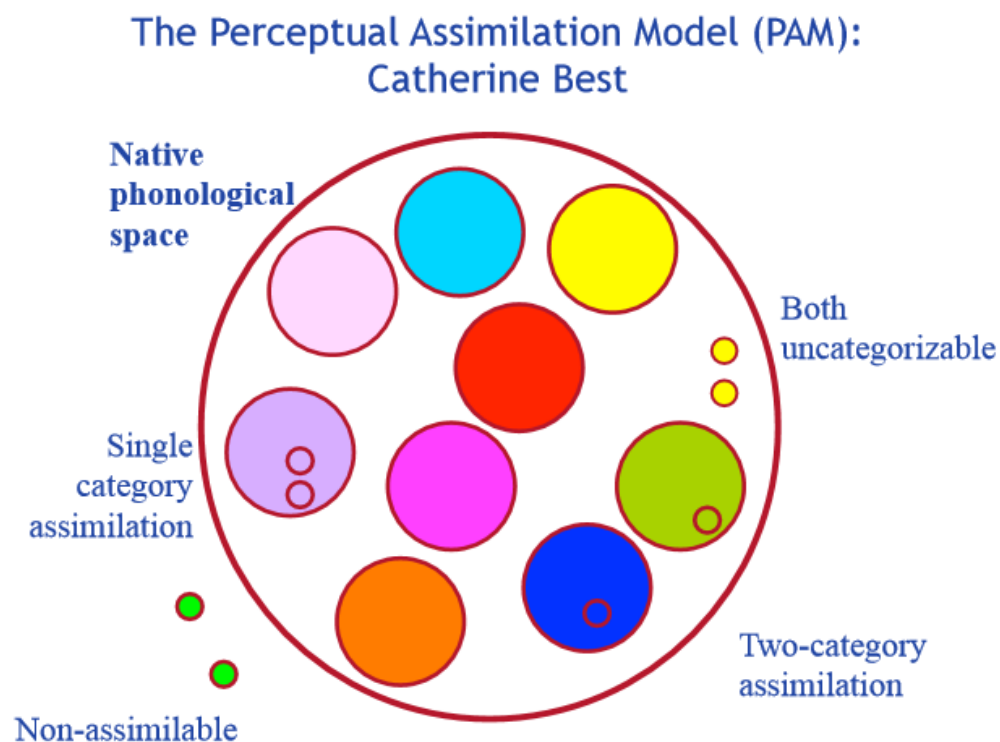 The Perceptual Assimilation Model (PAM):
Catherine Best
Native
phonological
space
Both
uncategorizable
Single
category
assimilation
Two-category
assimilation
Non-assimilable